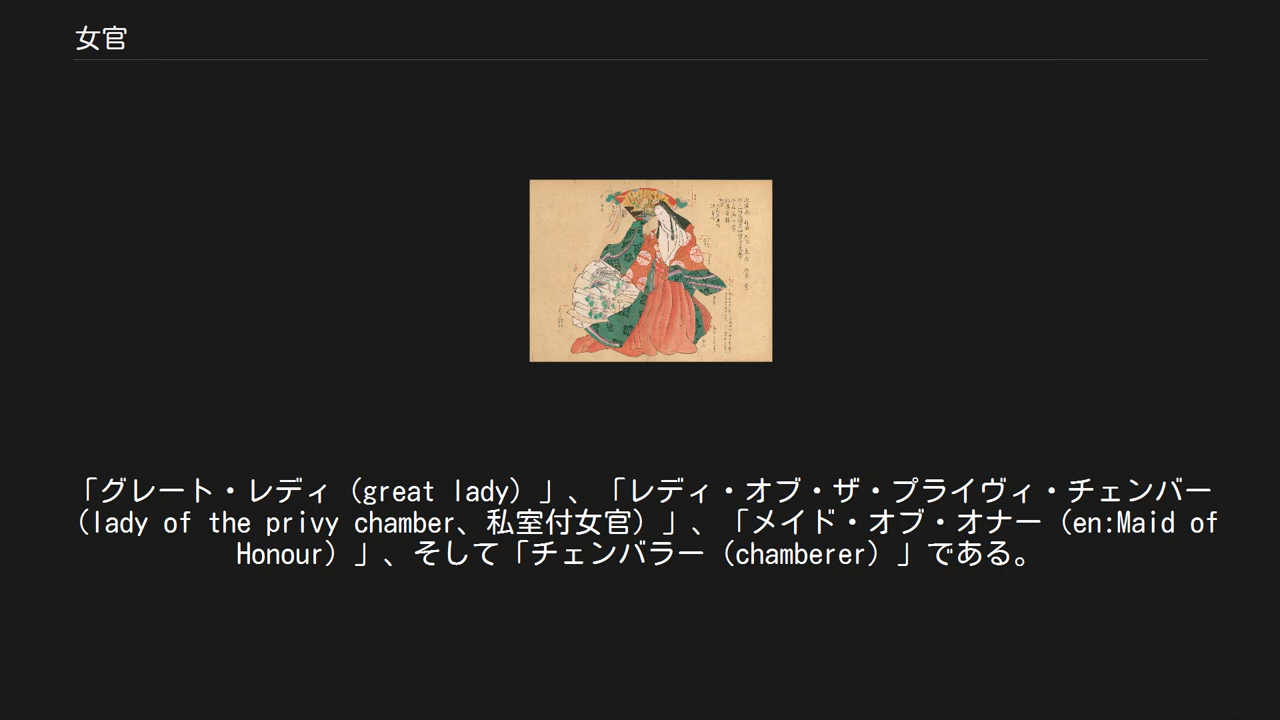 女官
「グレート・レディ（great lady）」、「レディ・オブ・ザ・プライヴィ・チェンバー
（lady of the privy chamber、私室付女官）」、「メイド・オブ・オナー（en:Maid of
Honour）」、そして「チェンバラー（chamberer）」である。